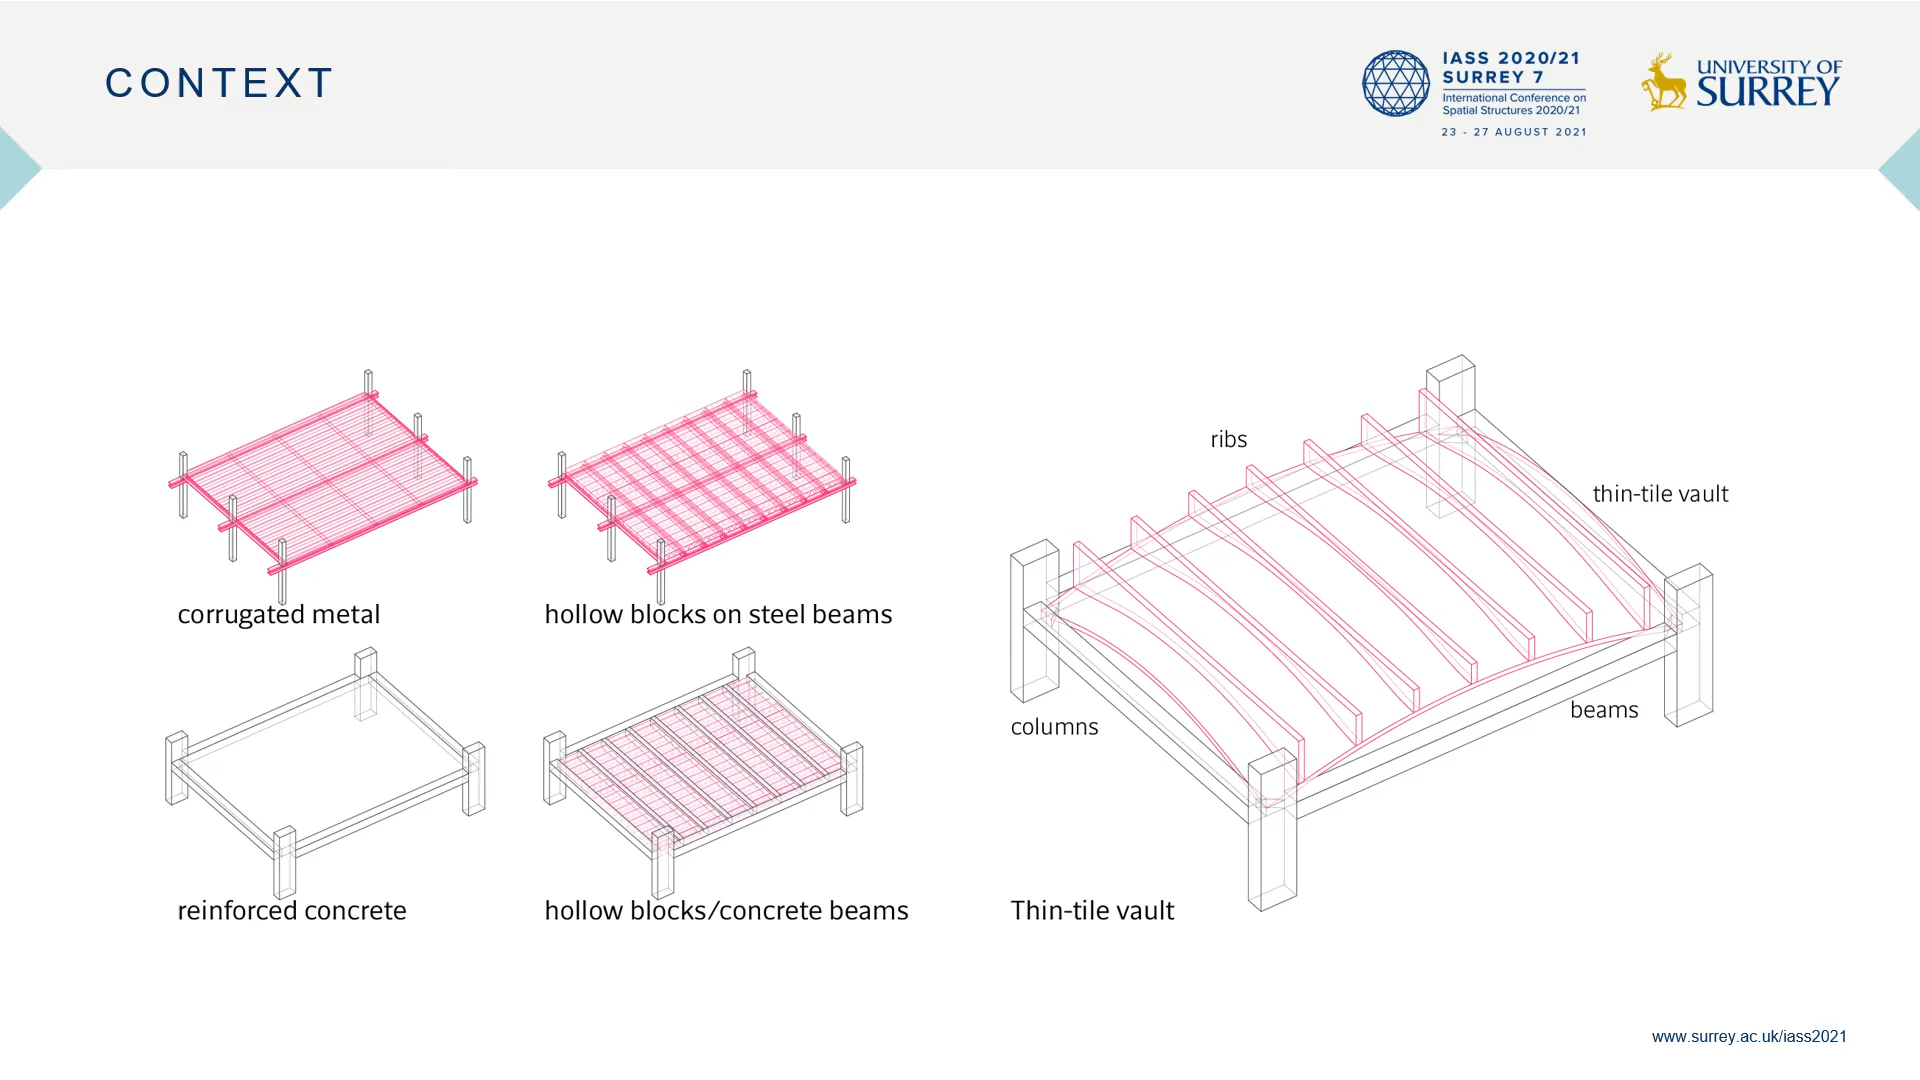 CONTEXT
IASS 2020/21
SURREY 7
International Conference on
Spatial Structures 2020/21
23 - 27 AUGUST 2021
UNIVERSITY OF
SURREY
corrugated metal
hollow blocks on steel beams
reinforced concrete
hollow blocks/concrete beams
ribs
thin-tile vault
columns
beams
Thin-tile vault
www.surrey.ac.uk/iass2021